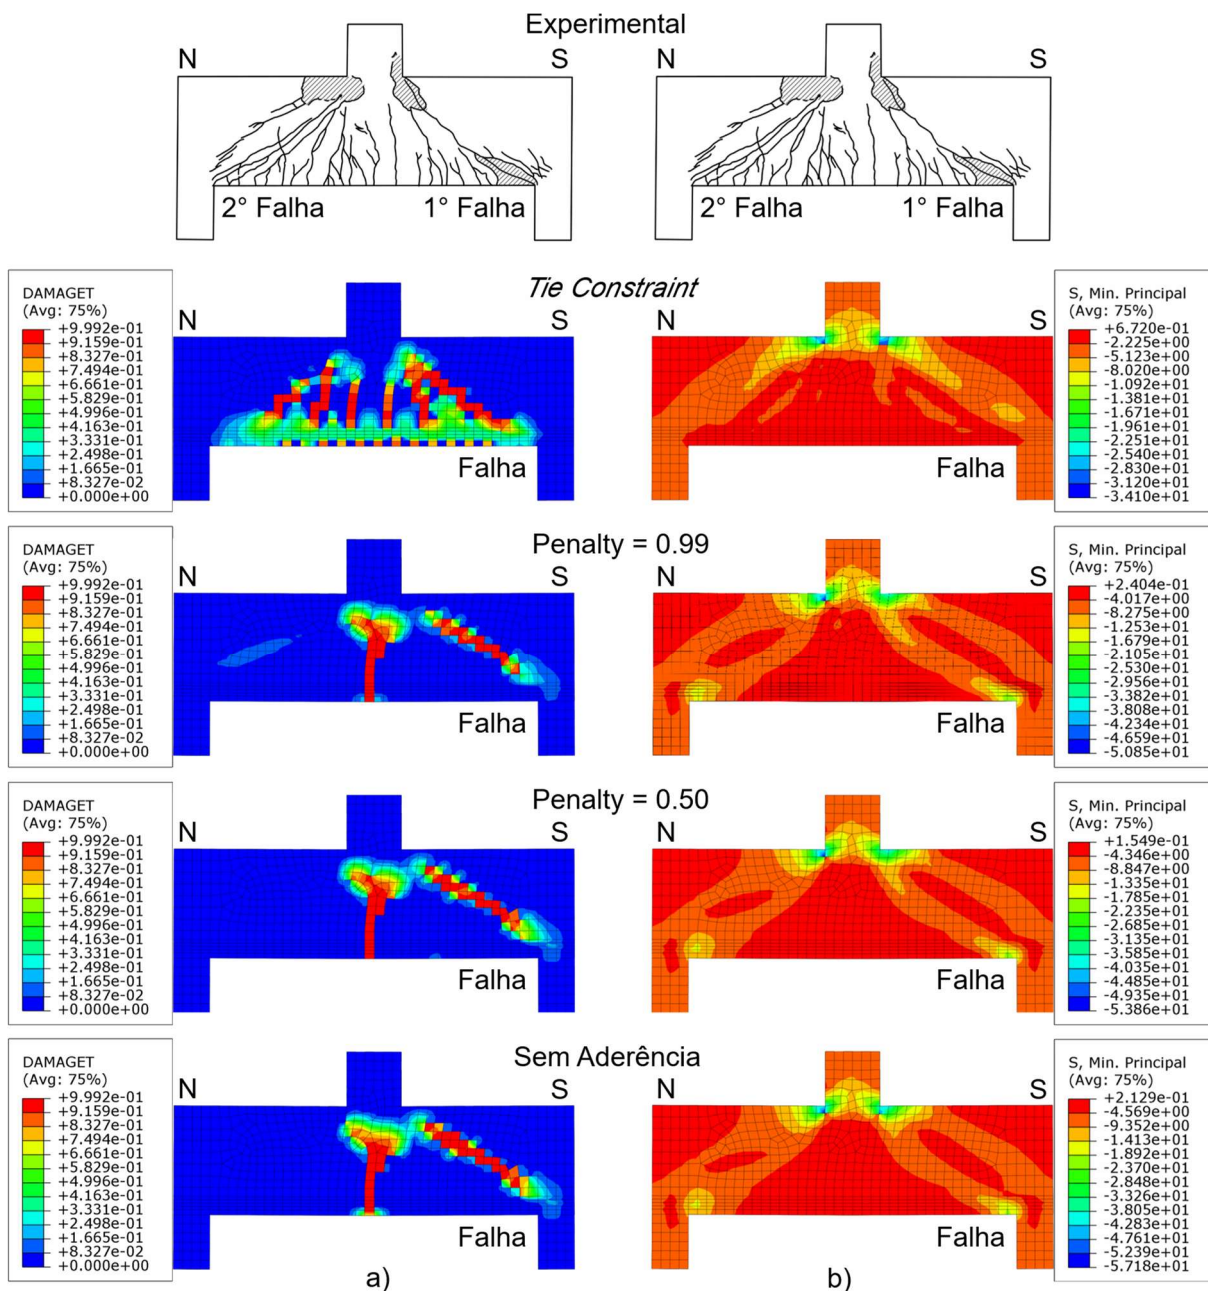 Experimental
N
S
N
S
2° Falha
1° Falha
2° Falha
1° Falha
Tie Constraint
DAMAGET
(Avg: 75%)
+9.992e-01
+9.159e-01
+8.327e-01
+7.494e-01
+6.661e-01
+5.829e-01
+4.996e-01
+4.163e-01
+3.331e-01
+2.498e-01
+1.665e-01
+8.327e-02
+0.000e+00
N
S
Falha
N
S
Falha
S, Min. Principal
(Avg: 75%)
+6.720e-01
-2.225e+00
-5.123e+00
-8.020e+00
-1.092e+01
-1.381e+01
-1.671e+01
-1.961e+01
-2.251e+01
-2.540e+01
-2.830e+01
-3.120e+01
-3.410e+01
Penalty = 0.99
DAMAGET
(Avg: 75%)
+9.992e-01
+9.159e-01
+8.327e-01
+7.494e-01
+6.661e-01
+5.829e-01
+4.996e-01
+4.163e-01
+3.331e-01
+2.498e-01
+1.665e-01
+8.327e-02
+0.000e+00
N
S
Falha
N
S
Falha
S, Min. Principal
(Avg: 75%)
+2.404e-01
-4.017e+00
-8.275e+00
-1.253e+01
-1.679e+01
-2.105e+01
-2.530e+01
-2.956e+01
-3.382e+01
-3.808e+01
-4.234e+01
-4.659e+01
-5.085e+01
Penalty = 0.50
DAMAGET
(Avg: 75%)
+9.992e-01
+9.159e-01
+8.327e-01
+7.494e-01
+6.661e-01
+5.829e-01
+4.996e-01
+4.163e-01
+3.331e-01
+2.498e-01
+1.665e-01
+8.327e-02
+0.000e+00
N
S
Falha
N
S
Falha
S, Min. Principal
(Avg: 75%)
+1.549e-01
-4.346e+00
-8.847e+00
-1.335e+01
-1.785e+01
-2.235e+01
-2.685e+01
-3.135e+01
-3.585e+01
-4.035e+01
-4.485e+01
-4.935e+01
-5.386e+01
Sem Aderência
DAMAGET
(Avg: 75%)
+9.992e-01
+9.159e-01
+8.327e-01
+7.494e-01
+6.661e-01
+5.829e-01
+4.996e-01
+4.163e-01
+3.331e-01
+2.498e-01
+1.665e-01
+8.327e-02
+0.000e+00
N
S
Falha
N
S
Falha
S, Min. Principal
(Avg: 75%)
+2.129e-01
-4.569e+00
-9.352e+00
-1.413e+01
-1.892e+01
-2.370e+01
-2.848e+01
-3.326e+01
-3.805e+01
-4.283e+01
-4.761e+01
-5.239e+01
-5.718e+01
a)
b)